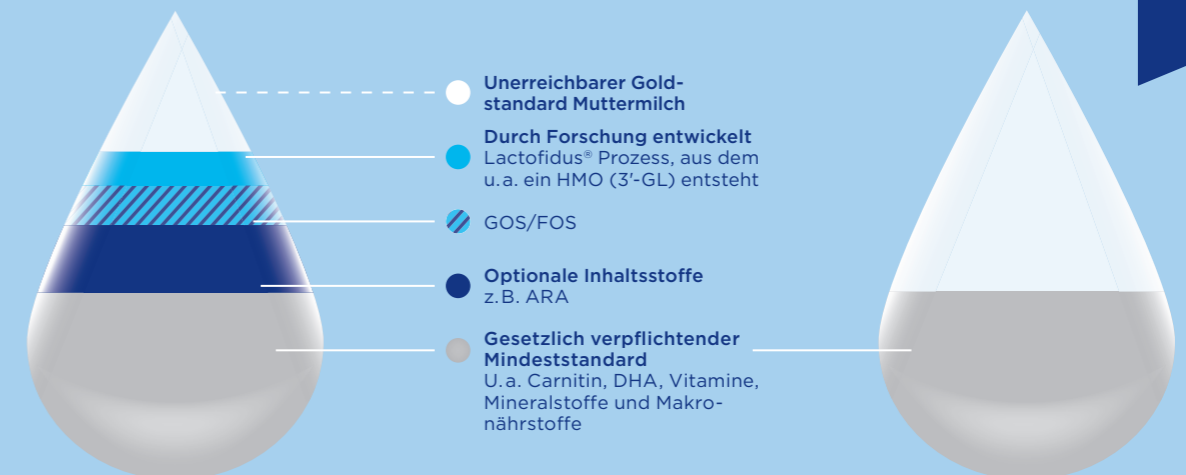 Unerreichbarer Gold-
standard Muttermilch
Durch Forschung entwickelt
Lactofidus® Prozess, aus dem
u.a. ein HMO (3'-GL) entsteht
GOS/FOS
Optionale Inhaltsstoffe
z.B. ARA
Gesetzlich verpflichtender
Mindeststandard
U.a. Carnitin, DHA, Vitamine,
Mineralstoffe und Makro-
nährstoffe